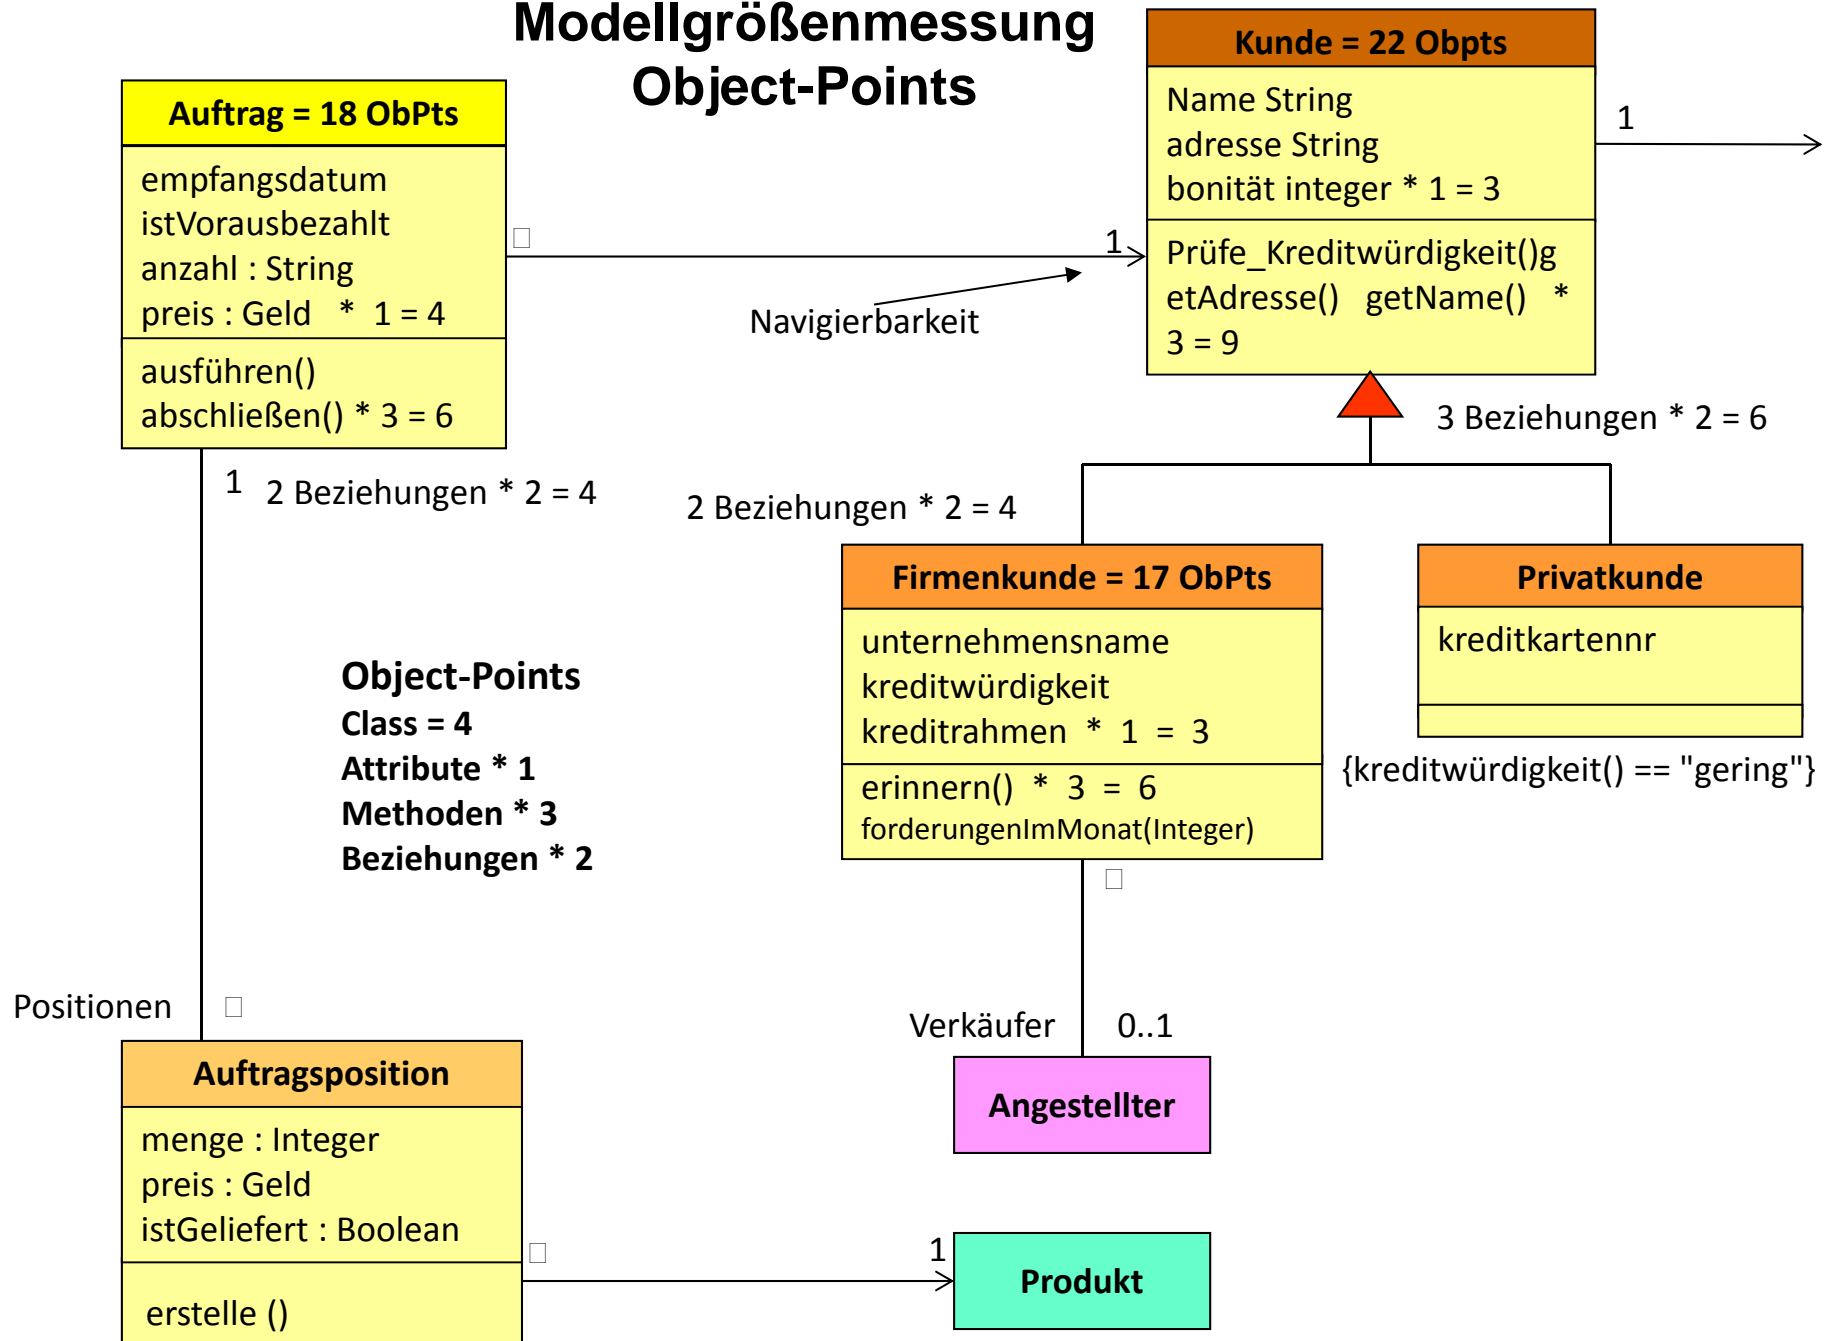 Modellgrößenmessung
Object-Points
Auftrag = 18 ObPts
empfangsdatum
istVorausbezahlt
anzahl : String
preis : Geld * 1 = 4
ausführen()
abschließen() * 3 = 6
Kunde = 22 Obpts
Name String
adresse String
bonität integer * 1 = 3
Prüfe_Kreditwürdigkeit()g
etAdresse() getName() *
3 = 9
1
1
Navigierbarkeit
3 Beziehungen * 2 = 6
1
2 Beziehungen * 2 = 4
2 Beziehungen * 2 = 4
Firmenkunde = 17 ObPts
unternehmensname
kreditwürdigkeit
kreditrahmen * 1 = 3
erinnern() * 3 = 6
forderungenImMonat(Integer)
Privatkunde
kreditkartennr
{kreditwürdigkeit() == "gering"}
Object-Points
Class = 4
Attribute * 1
Methoden * 3
Beziehungen * 2
Positionen
Verkäufer
0..1
Auftragsposition
menge : Integer
preis : Geld
istGeliefert : Boolean
erstelle ()
Angestellter
1
Produkt